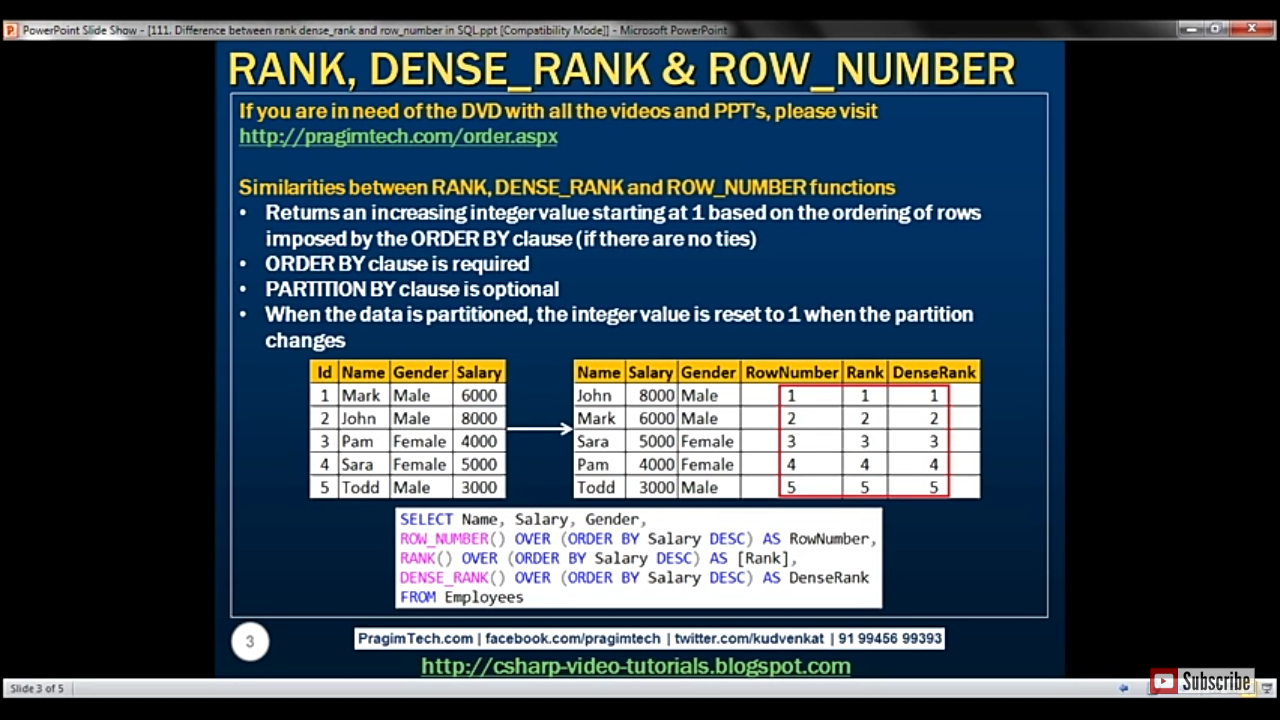 PowerPoint Slide Show - [111. Difference between rank dense_rank and row_number in SQL.ppt [Compatibility Mode]] - Microsoft PowerPoint
RANK, DENSE_RANK & ROW_NUMBER
If you are in need of the DVD with all the videos and PPT's, please visit
http://pragimtech.com/order.aspx
Similarities between RANK, DENSE_RANK and ROW_NUMBER functions
• Returns an increasing integer value starting at 1 based on the ordering of rows
imposed by the ORDER BY clause (if there are no ties)
• ORDER BY clause is required
• PARTITION BY clause is optional
• When the data is partitioned, the integer value is reset to 1 when the partition
changes
Id Name Gender Salary
1 Mark Male 6000
2 John Male 8000
3 Pam Female 4000
4 Sara Female 5000
5 Todd Male 3000
Name Salary Gender RowNumber Rank DenseRank
John 8000 Male 1 1 1
Mark 6000 Male 2 2 2
Sara 5000 Female 3 3 3
Pam 4000 Female 4 4 4
Todd 3000 Male 5 5 5
SELECT Name, Salary, Gender,
ROW_NUMBER() OVER (ORDER BY Salary DESC) AS RowNumber,
RANK() OVER (ORDER BY Salary DESC) AS [Rank],
DENSE_RANK() OVER (ORDER BY Salary DESC) AS DenseRank
FROM Employees
3
PragimTech.com | facebook.com/pragimtech | twitter.com/kudvenkat | 91 99456 99393
http://csharp-video-tutorials.blogspot.com
Slide 3 of 5
Subscribe